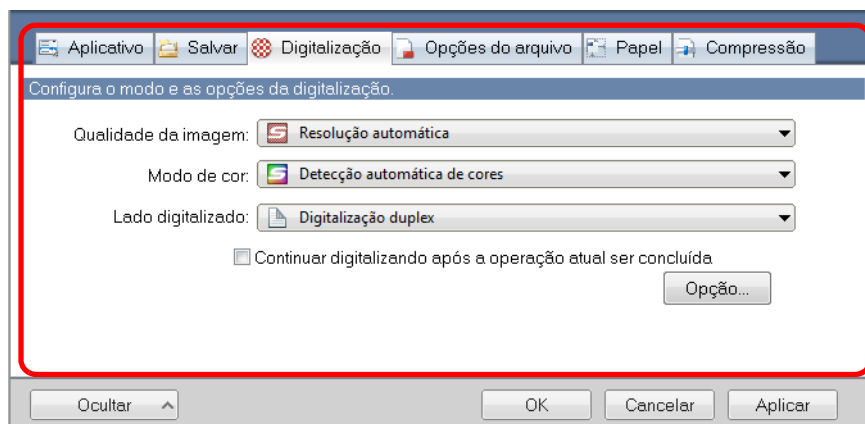 Aplicativo Salvar Digitalização Opções do arquivo Papel Compressão
Configura o modo e as opções da digitalização.
Qualidade da imagem: Resolução automática
Modo de cor: Detecção automática de cores
Lado digitalizado: Digitalização duplex
Continuar digitalizando após a operação atual ser concluída
Opção...
Ocultar OK Cancelar Aplicar